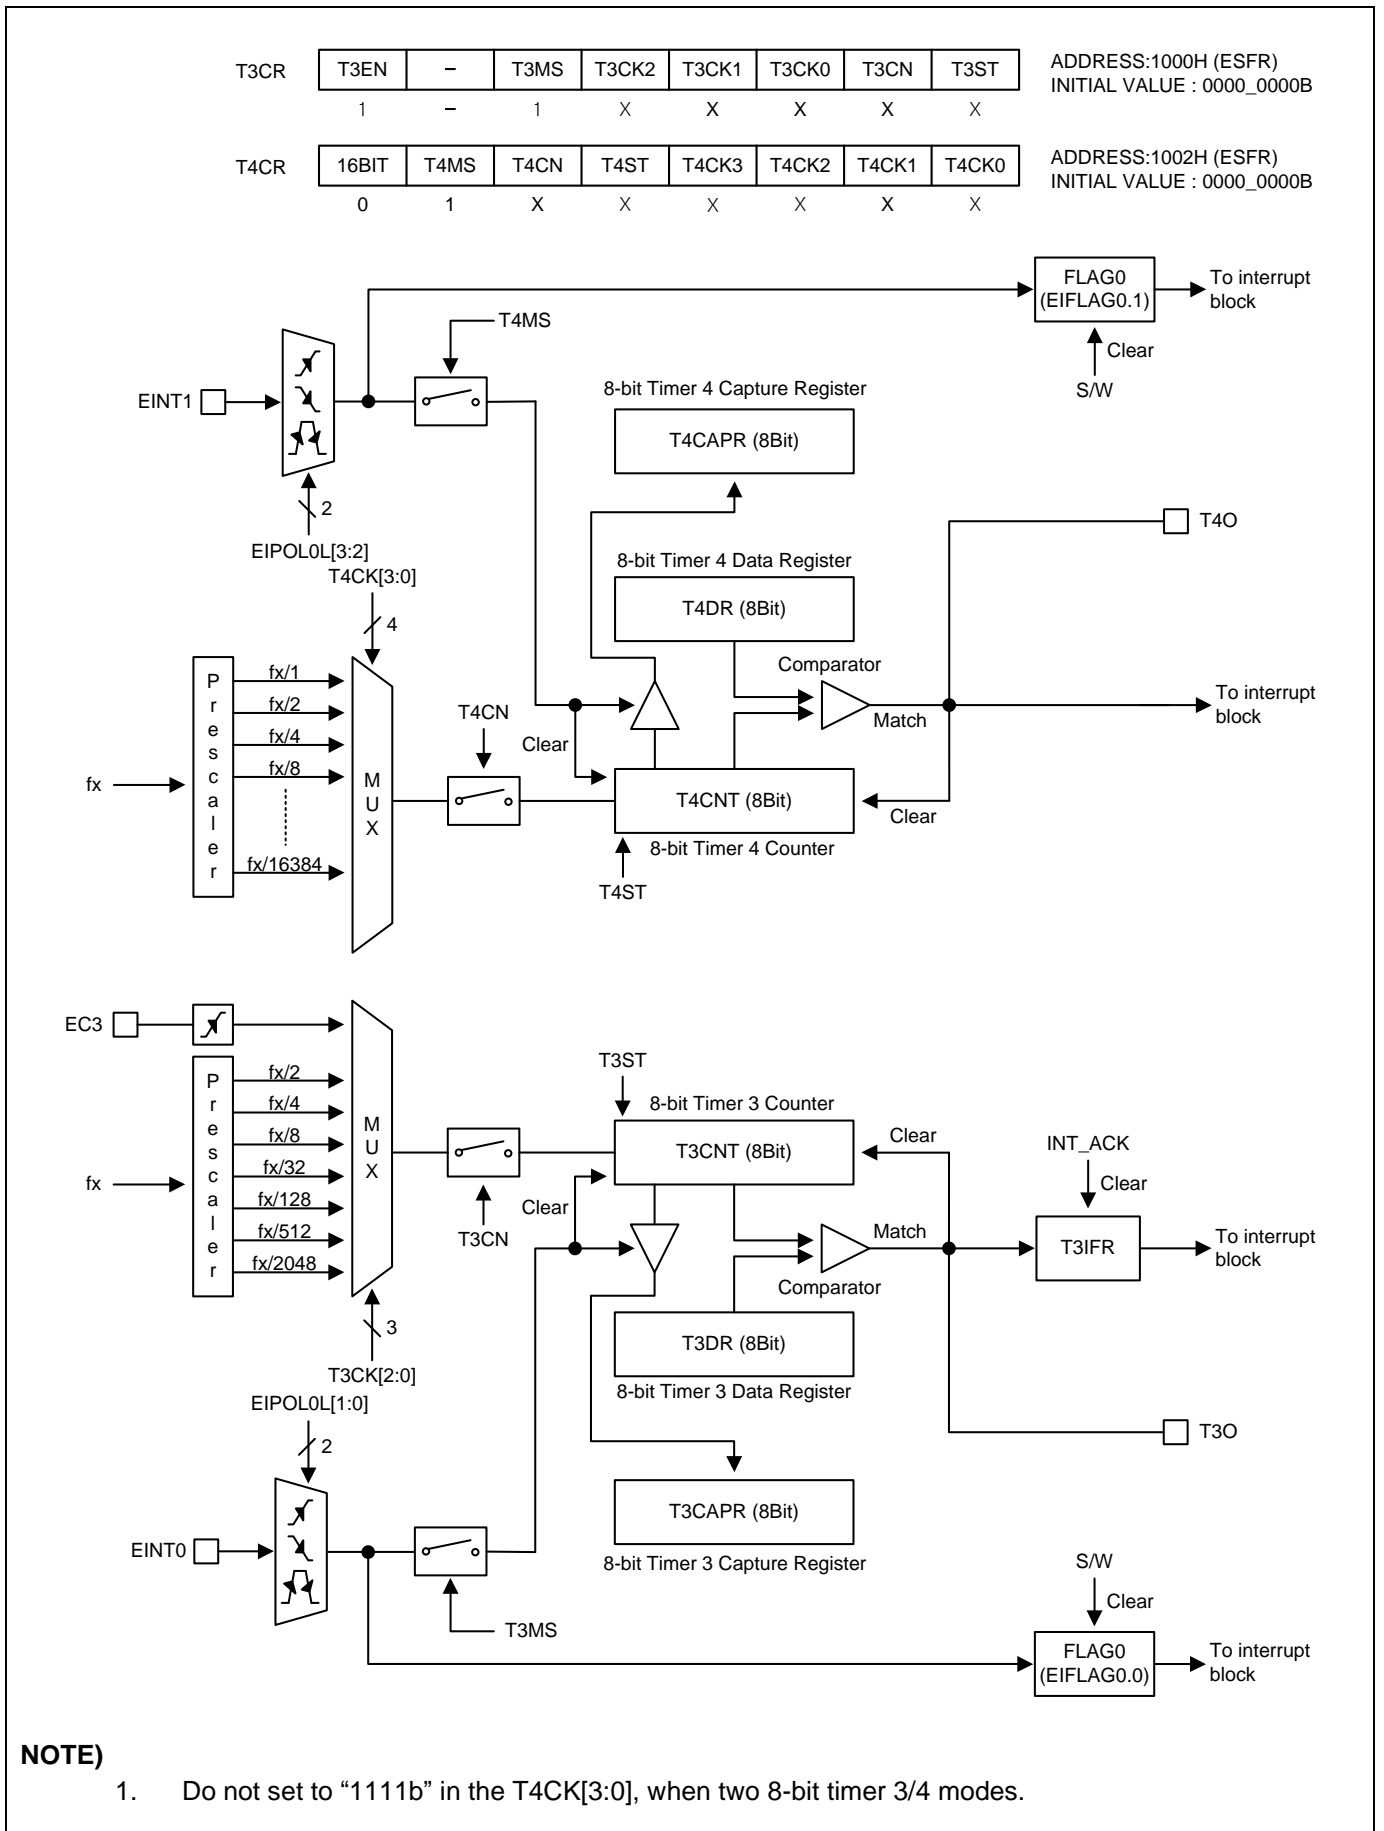 T3CR T3EN – T3MS T3CK2 T3CK1 T3CK0 T3CN T3ST ADDRESS:1000H (ESFR)
INITIAL VALUE : 0000_0000B
1 – 1 X X X X X
T4CR 16BIT T4MS T4CN T4ST T4CK3 T4CK2 T4CK1 T4CK0 ADDRESS:1002H (ESFR)
INITIAL VALUE : 0000_0000B
0 1 X X X X X X
FLAG0
(EIFLAG0.1)
To interrupt
block
Clear
S/W
T4MS
EINT1
2
EIPOL0L[3:2]
8-bit Timer 4 Capture Register
T4CAPR (8Bit)
T4O
8-bit Timer 4 Data Register
T4DR (8Bit)
T4CK[3:0]
4
Comparator
Match
To interrupt
block
fx
Prescaler
fx/1
fx/2
fx/4
fx/8
fx/16384
MUX
T4CN
Clear
T4CNT (8Bit)
Clear
8-bit Timer 4 Counter
T4ST
EC3
fx
Prescaler
fx/2
fx/4
fx/8
fx/32
fx/128
fx/512
fx/2048
MUX
3
T3CK[2:0]
T3ST
8-bit Timer 3 Counter
T3CNT (8Bit)
Clear
INT_ACK
Clear
T3CN
Clear
Match
T3IFR
To interrupt
block
Comparator
T3DR (8Bit)
8-bit Timer 3 Data Register
EIPOL0L[1:0]
2
T3O
T3CAPR (8Bit)
8-bit Timer 3 Capture Register
EINT0
T3MS
S/W
Clear
FLAG0
(EIFLAG0.0)
To interrupt
block
NOTE)
1. Do not set to “1111b” in the T4CK[3:0], when two 8-bit timer 3/4 modes.